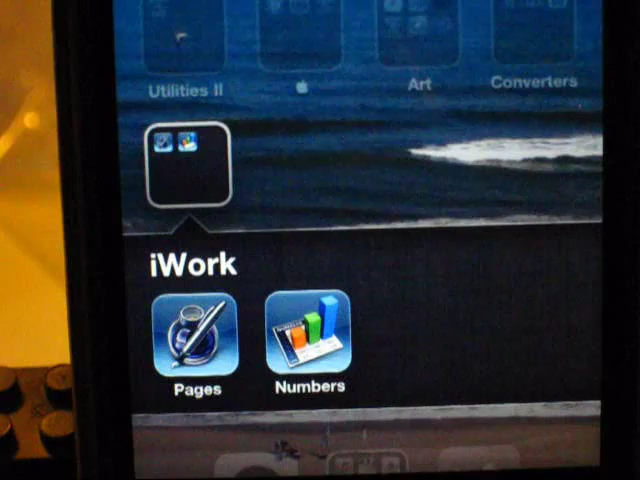 Utilities II
Art
Converters
iWork
Pages
Numbers